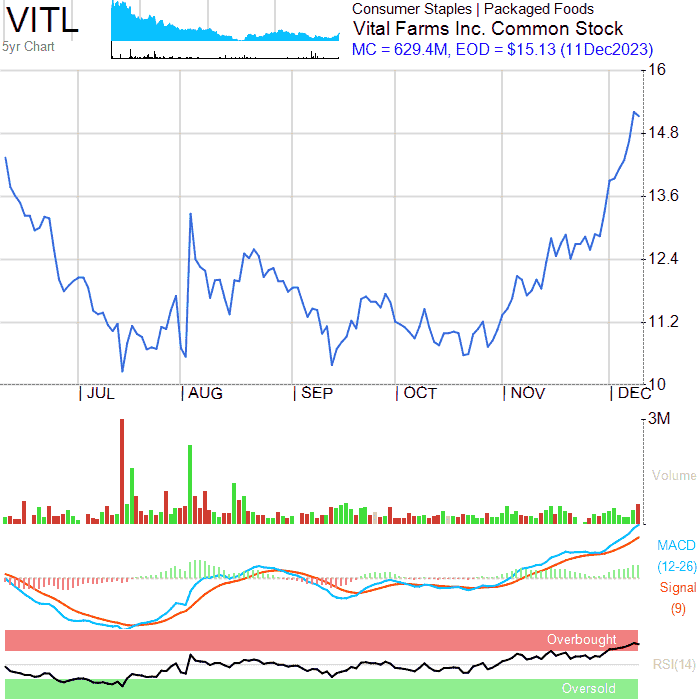 VITL
5yr Chart
Consumer Staples | Packaged Foods
Vital Farms Inc. Common Stock
MC = 629.4M, EOD = $15.13 (11Dec2023)
16
14.8
13.6
12.4
11.2
10
JUL
AUG
SEP
OCT
NOV
DEC
3M
Volume
MACD
(12-26)
Signal
(9)
Overbought
RSI(14)
Oversold